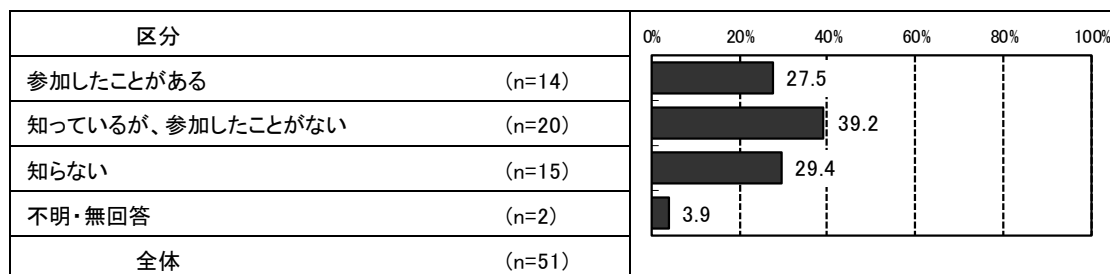 区分 0% 20% 40% 60% 80% 100%
参加したことがある (n=14) 27.5
知っているが、参加したことがない (n=20) 39.2
知らない (n=15) 29.4
不明・無回答 (n=2) 3.9
全体 (n=51)